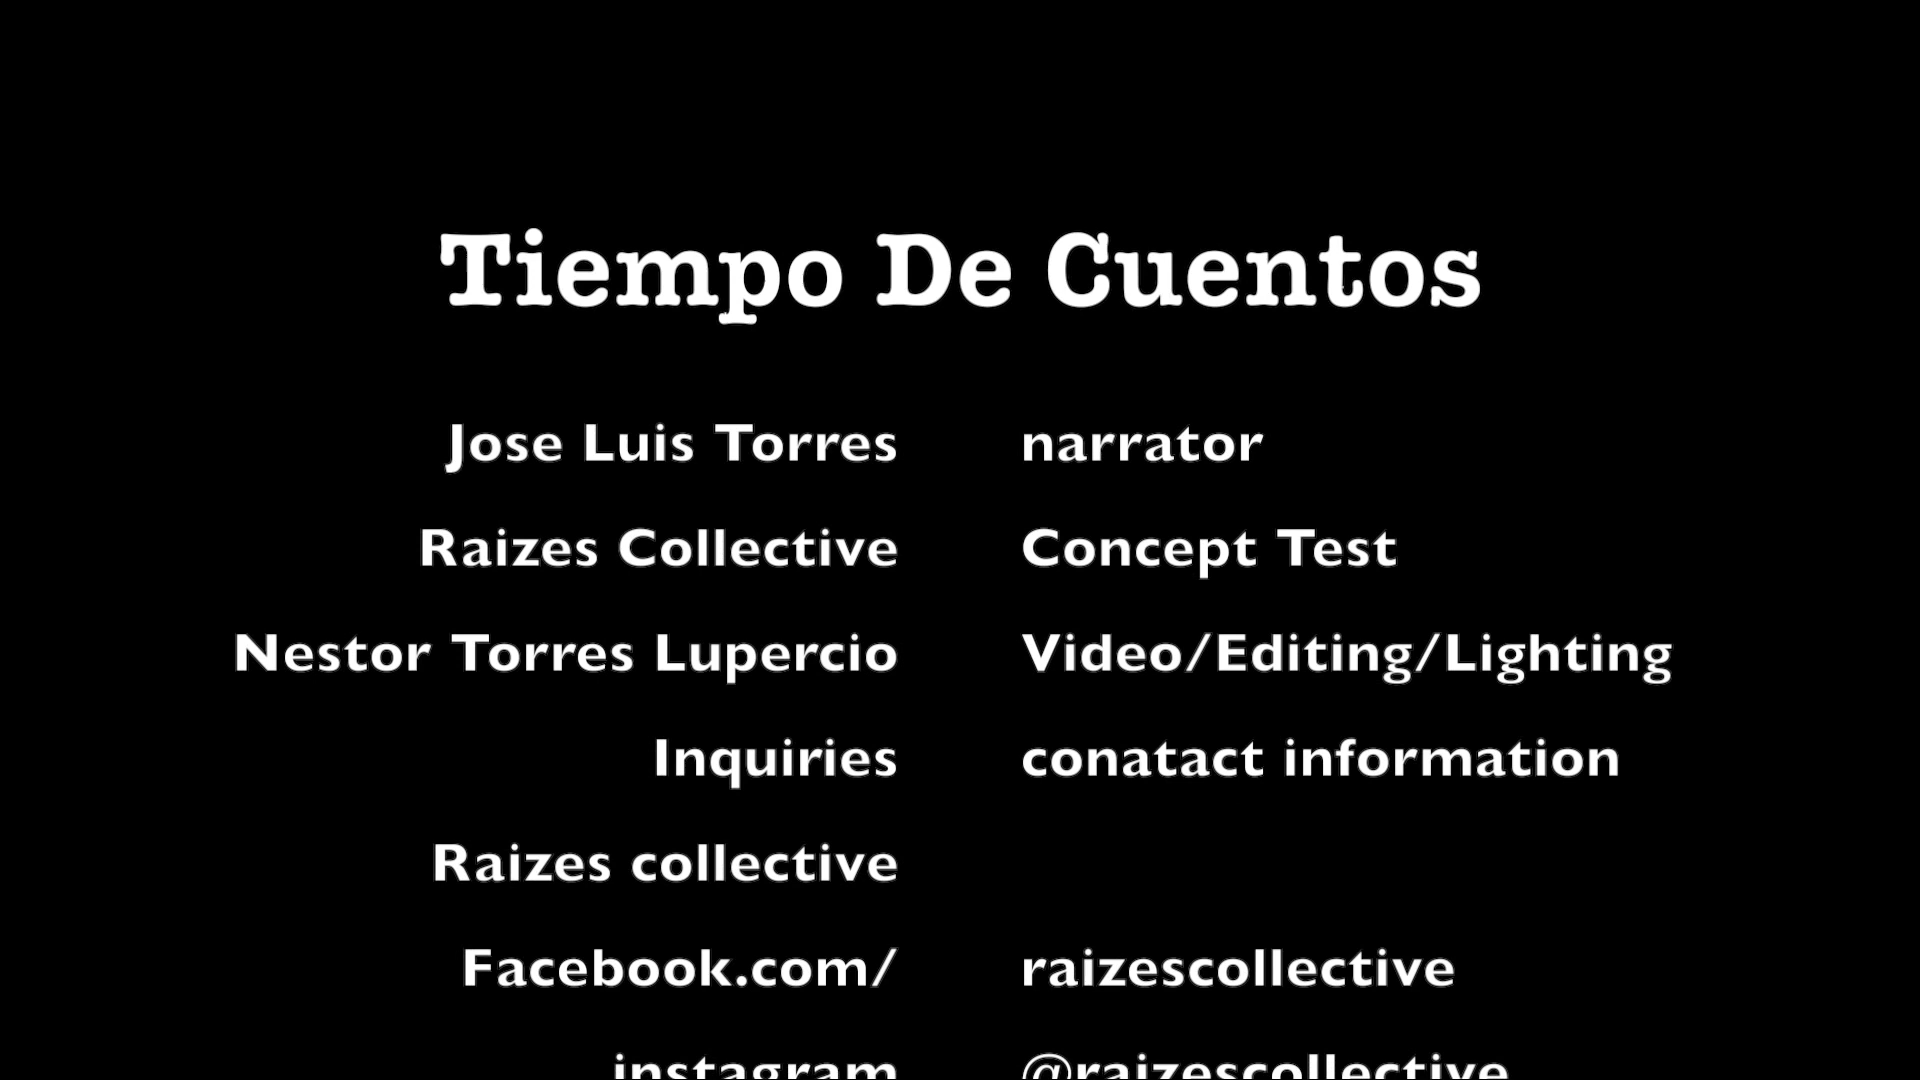 Tiempo De Cuentos
Jose Luis Torres narrator
Raizes Collective Concept Test
Nestor Torres Lupercio Video/Editing/Lighting
Inquiries conatact information
Raizes collective
Facebook.com/ raizescollective
instagram @raizescollective